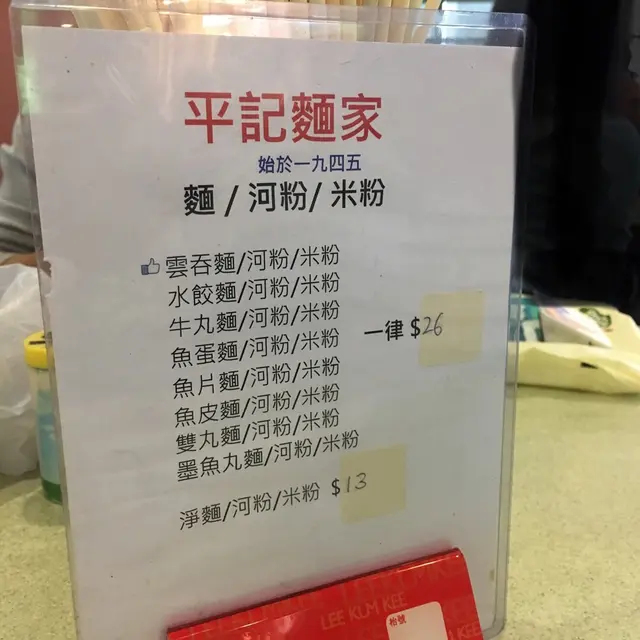 平記麵家
始於一九四五
麵 / 河粉/ 米粉
雲吞麵/河粉/米粉
水餃麵/河粉/米粉
牛丸麵/河粉/米粉
魚蛋麵/河粉/米粉
一律 $26
魚片麵/河粉/米粉
魚皮麵/河粉/米粉
雙丸麵/河粉/米粉
墨魚丸麵/河粉/米粉
淨麵/河粉/米粉 $13
LEE KUM KEE
枱號